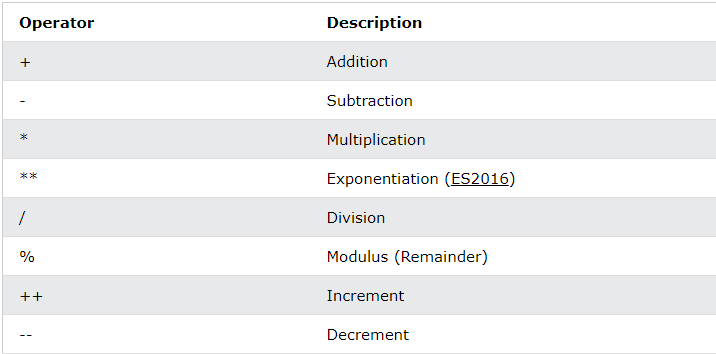 Operator Description
+ Addition
- Subtraction
* Multiplication
** Exponentiation (ES2016)
/ Division
% Modulus (Remainder)
++ Increment
-- Decrement